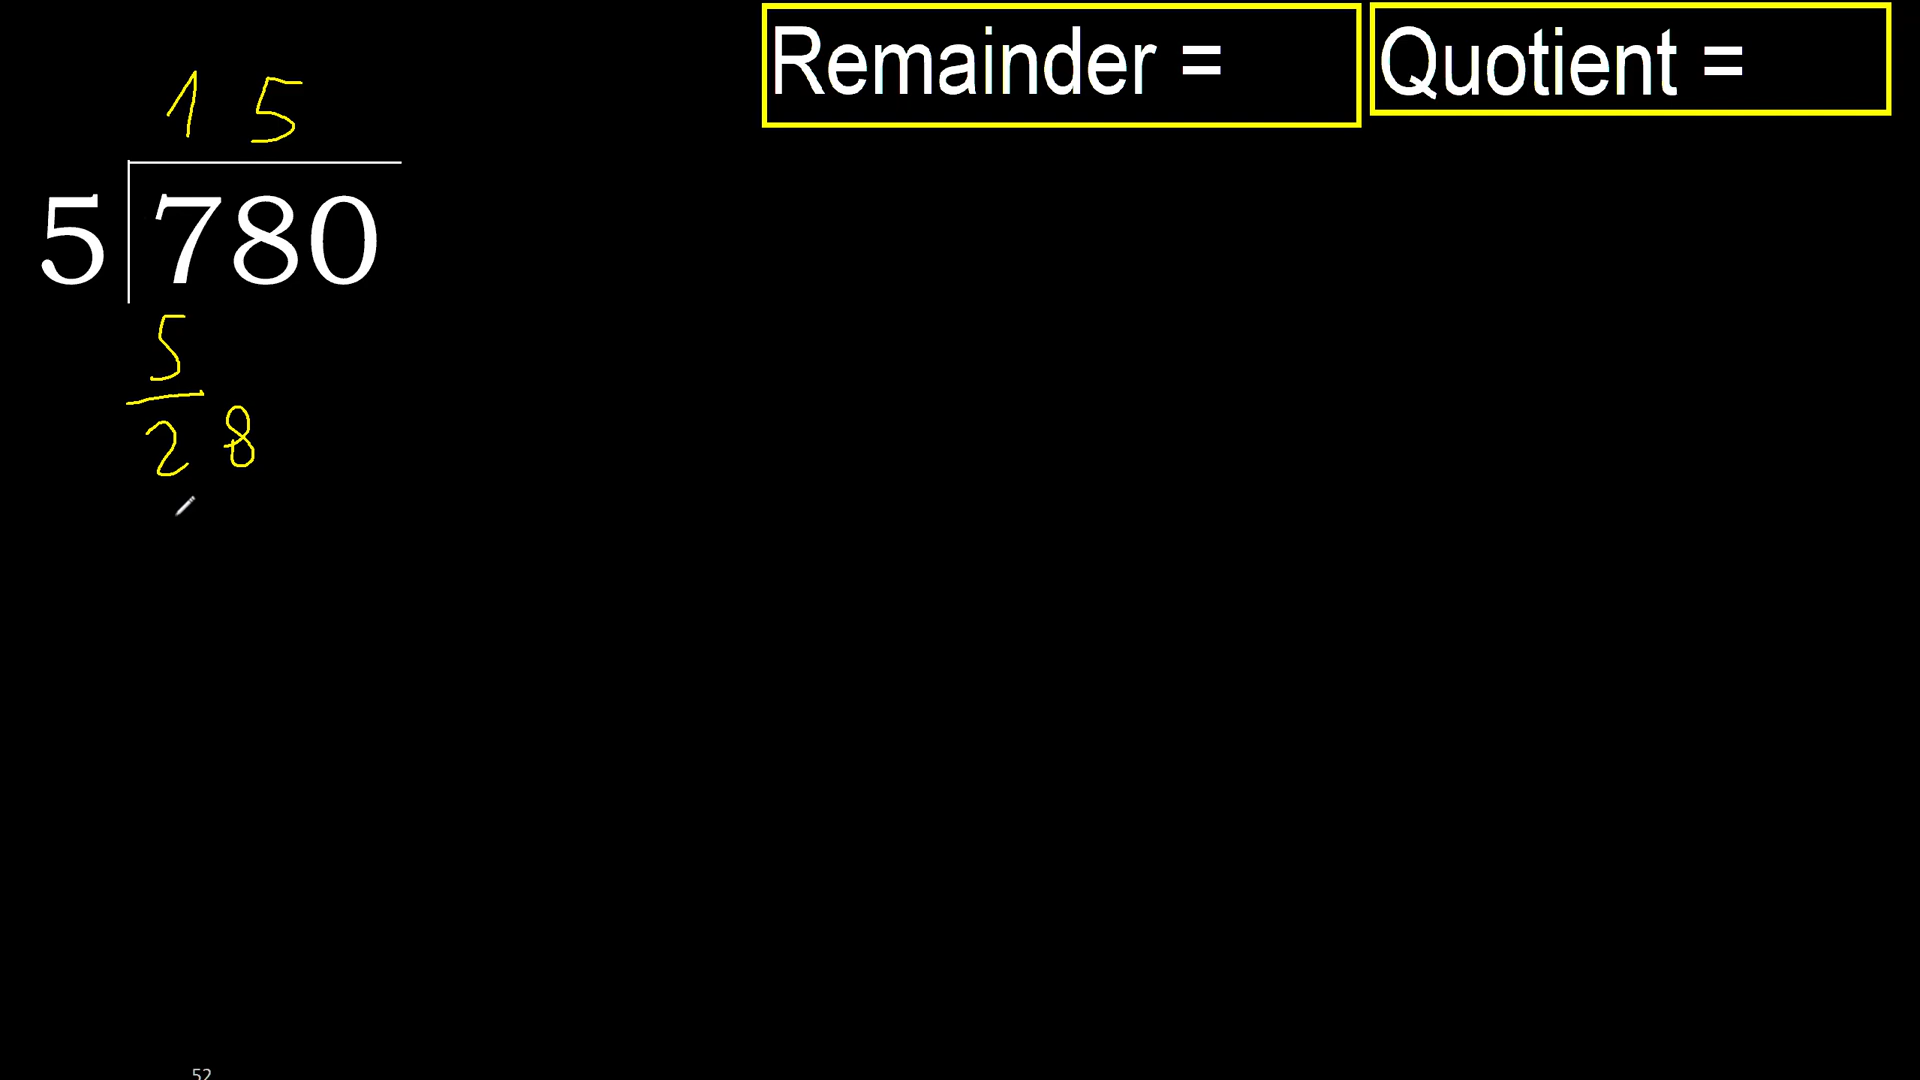 Remainder =
Quotient =
1 5
5 780
5
2 8
52